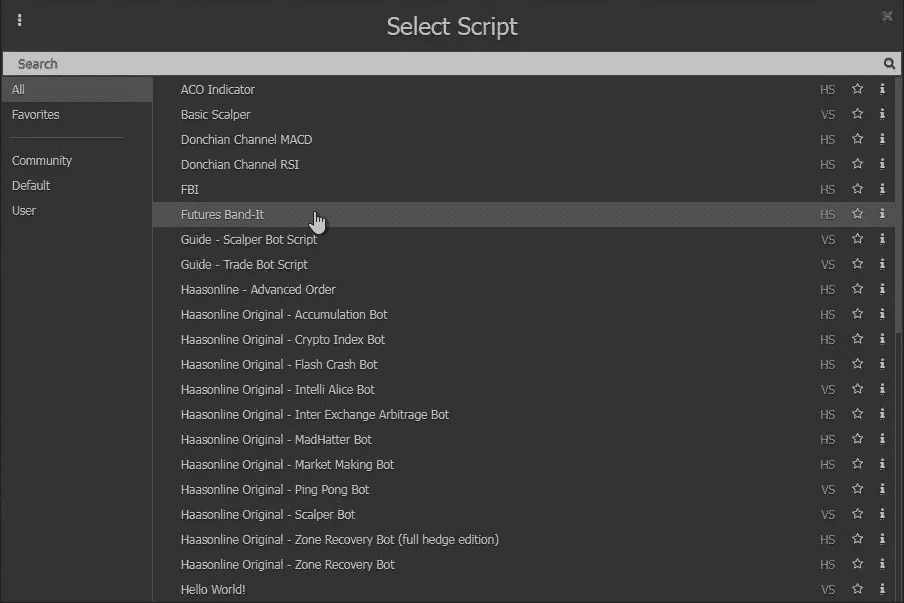 Select Script
Search
All
Favorites
Community
Default
User
ACO Indicator HS
Basic Scalper VS
Donchian Channel MACD HS
Donchian Channel RSI HS
FBI HS
Futures Band-It HS
Guide - Scalper Bot Script VS
Guide - Trade Bot Script VS
Haasonline - Advanced Order HS
Haasonline Original - Accumulation Bot HS
Haasonline Original - Crypto Index Bot HS
Haasonline Original - Flash Crash Bot HS
Haasonline Original - Intelli Alice Bot VS
Haasonline Original - Inter Exchange Arbitrage Bot HS
Haasonline Original - MadHatter Bot HS
Haasonline Original - Market Making Bot HS
Haasonline Original - Ping Pong Bot VS
Haasonline Original - Scalper Bot VS
Haasonline Original - Zone Recovery Bot (full hedge edition) HS
Haasonline Original - Zone Recovery Bot HS
Hello World! VS